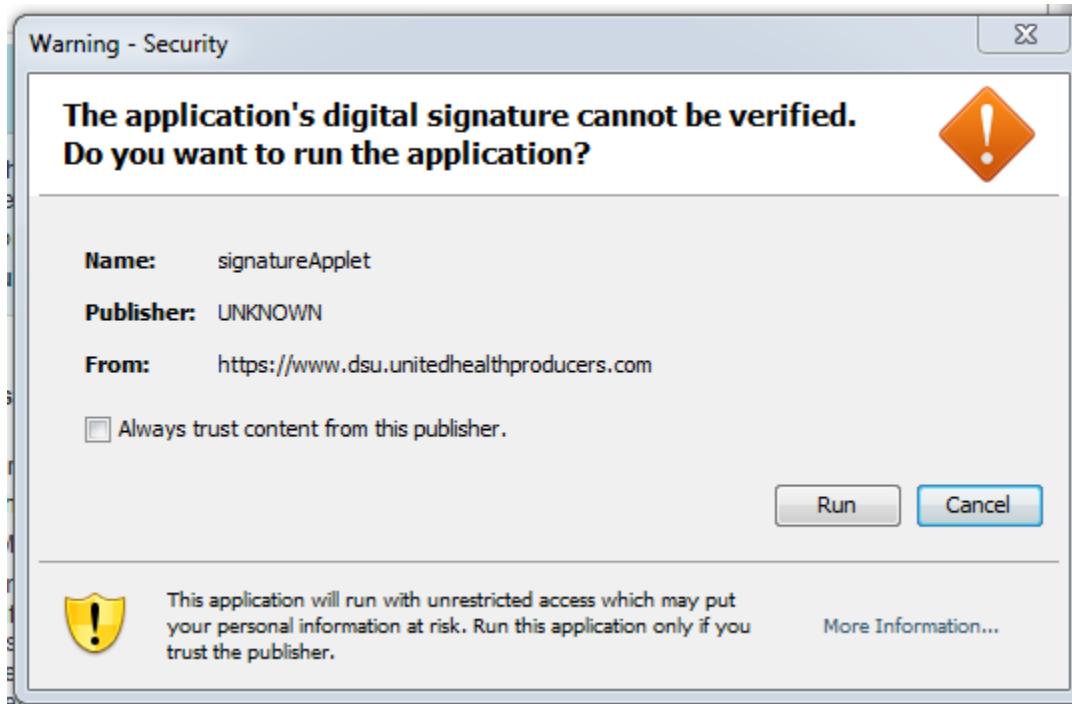 Warning - Security
The application's digital signature cannot be verified.
Do you want to run the application?
Name: signatureApplet
Publisher: UNKNOWN
From: https://www.dsu.unitedhealthproducers.com
Always trust content from this publisher.
Run Cancel
This application will run with unrestricted access which may put
your personal information at risk. Run this application only if you
trust the publisher.
More Information...